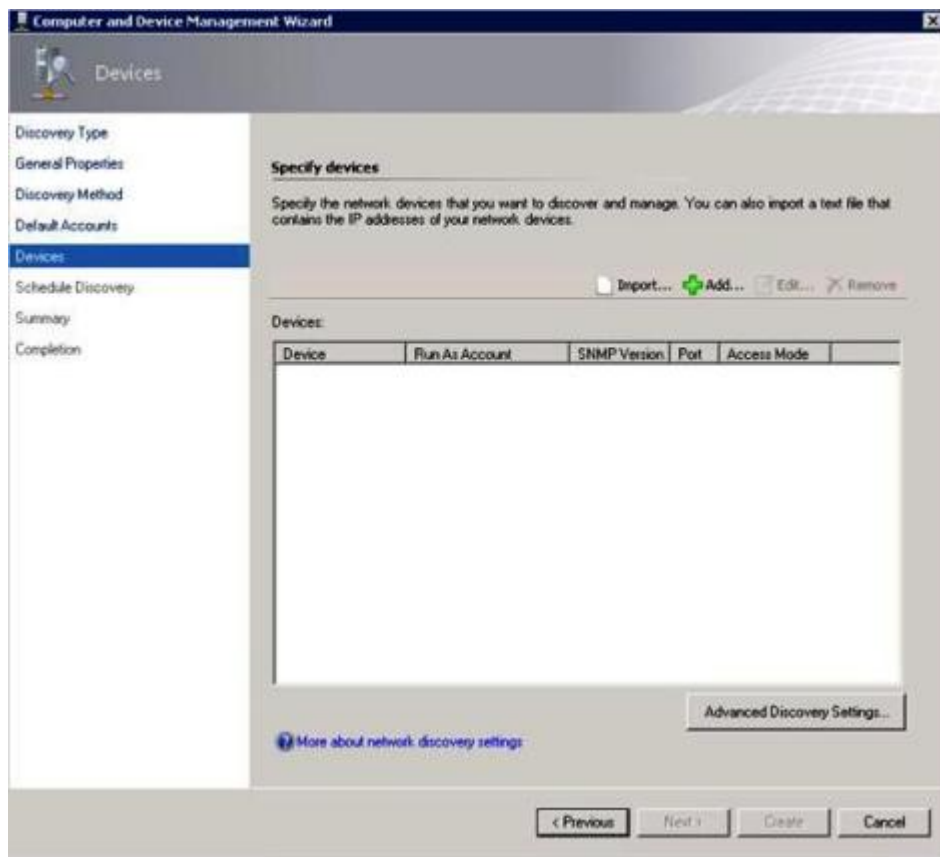 Computer and Device Management Wizard
Devices
Discovery Type
General Properties
Discovery Method
Default Accounts
Devices
Schedule Discovery
Summary
Completion
Specify devices
Specify the network devices that you want to discover and manage. You can also import a text file that
contains the IP addresses of your network devices.
Import... Add... Edit... Remove
Devices:
Device Run As Account SNMP Version Port Access Mode
Advanced Discovery Settings...
More about network discovery settings
< Previous Next > Create Cancel